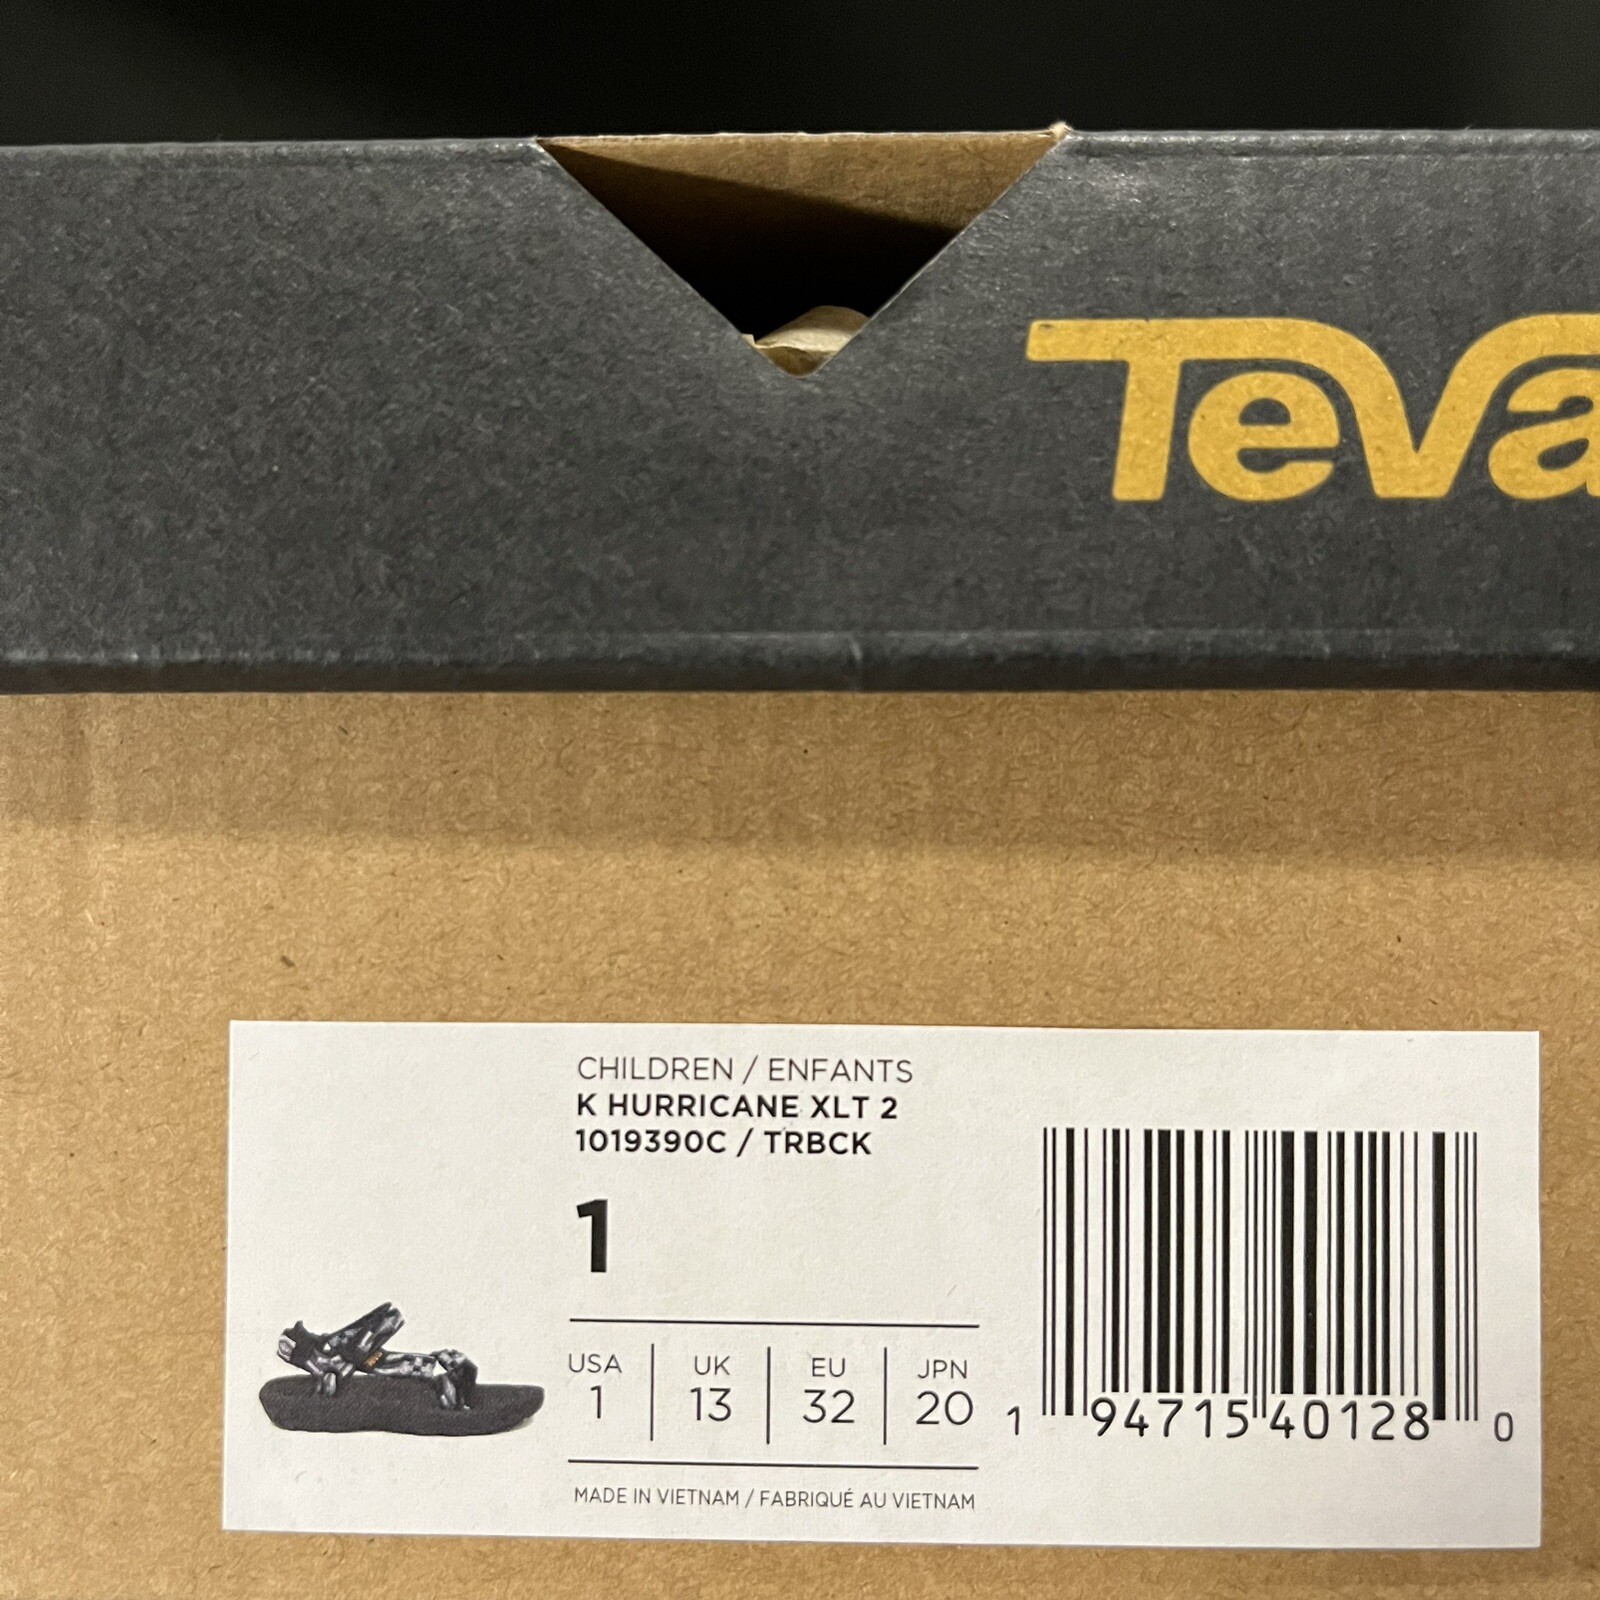 Teva
CHILDREN / ENFANTS
K HURRICANE XLT 2
1019390C / TRBCK
1
USA UK EU JPN
1 13 32 20
MADE IN VIETNAM / FABRIQUÉ AU VIETNAM
1 94715 40128 0